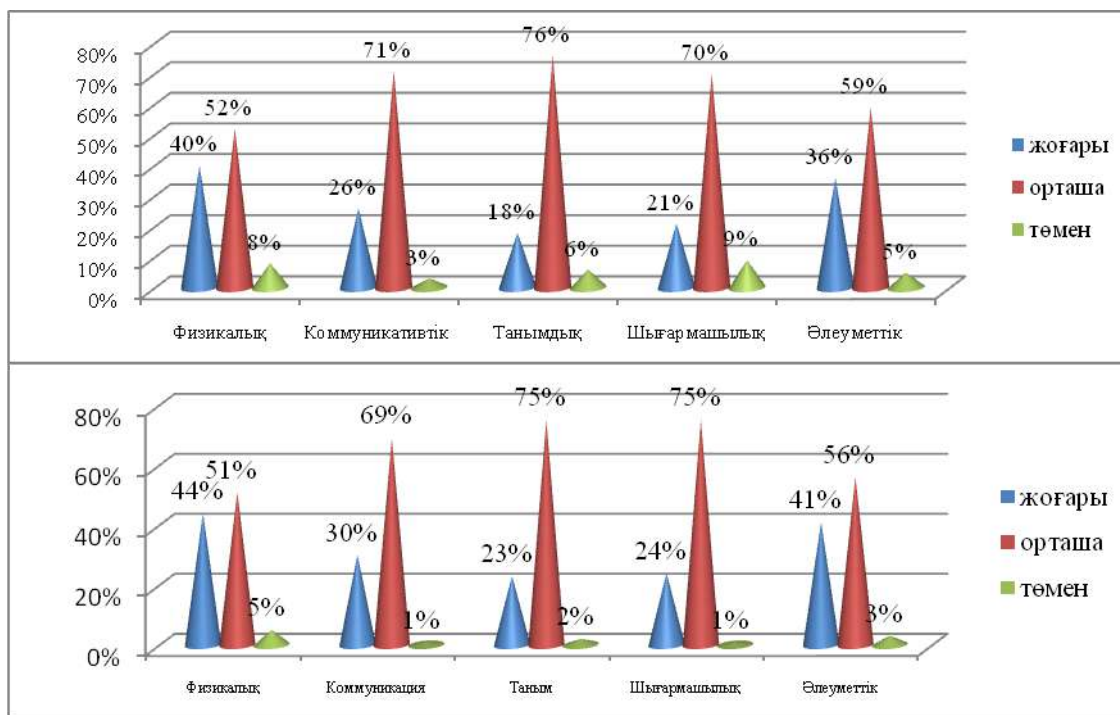 80%
70%
60%
50%
40%
30%
20%
10%
0%
40%
52%
8%
26%
71%
3%
18%
76%
6%
21%
70%
9%
36%
59%
5%
Физикалық
Коммуникативтік
Танымдық
Шығармашылық
Әлеуметтік
жоғары
орташа
төмен
80%
60%
40%
20%
0%
44%
51%
5%
30%
69%
1%
23%
75%
2%
24%
75%
1%
41%
56%
3%
Физикалық
Коммуникация
Таным
Шығармашылық
Әлеуметтік
жоғары
орташа
төмен